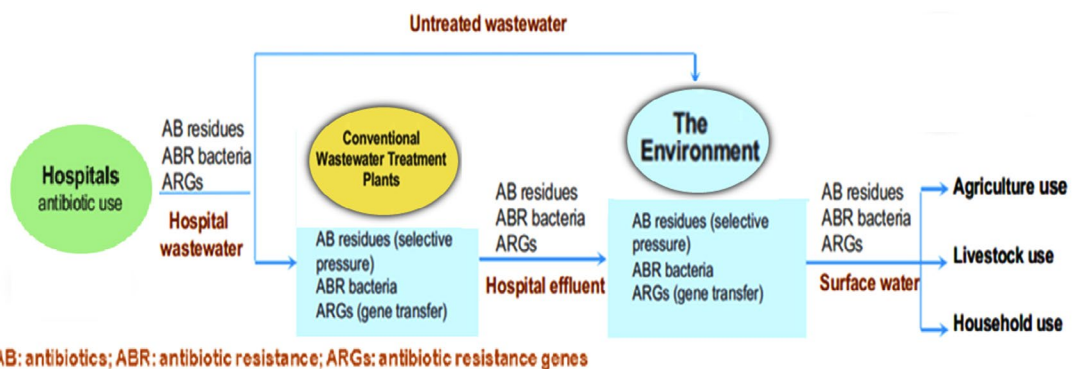 Untreated wastewater
Hospitals
antibiotic use
AB residues
ABR bacteria
ARGs
Hospital
wastewater
Conventional
Wastewater Treatment
Plants
AB residues (selective
pressure)
ABR bacteria
ARGs (gene transfer)
AB residues
ABR bacteria
ARGs
Hospital effluent
The
Environment
AB residues (selective
pressure)
ABR bacteria
ARGs (gene transfer)
AB residues
ABR bacteria
ARGs
Surface water
Agriculture use
Livestock use
Household use
AB: antibiotics; ABR: antibiotic resistance; ARGs: antibiotic resistance genes